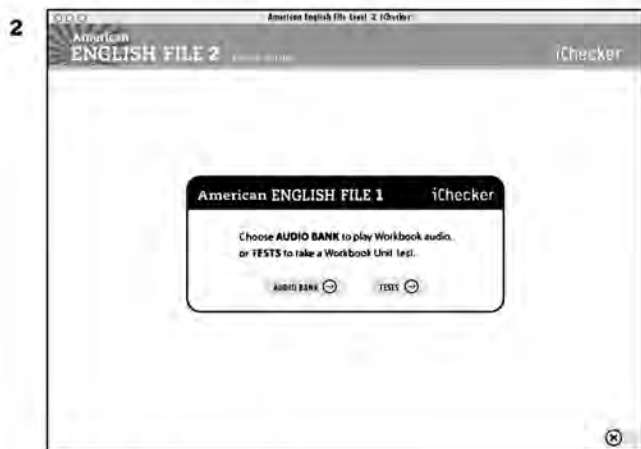 2
American English File Level 2 iChecker
American
ENGLISH FILE 2
iChecker
American ENGLISH FILE 1 iChecker
Choose AUDIO BANK to play Workbook audio,
or TESTS to take a Workbook Unit Test.
AUDIO BANK TESTS